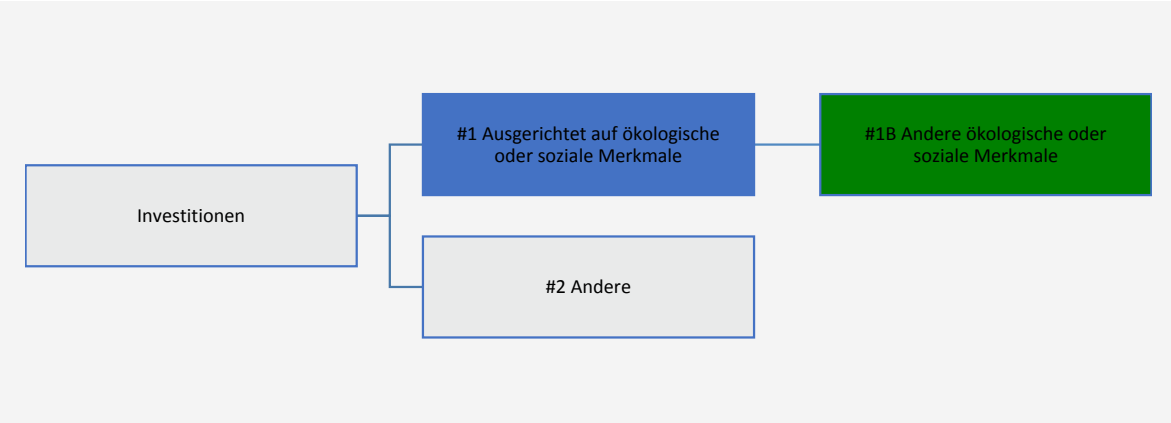 #1 Ausgerichtet auf ökologische
oder soziale Merkmale
#1B Andere ökologische oder
soziale Merkmale
Investitionen
#2 Andere